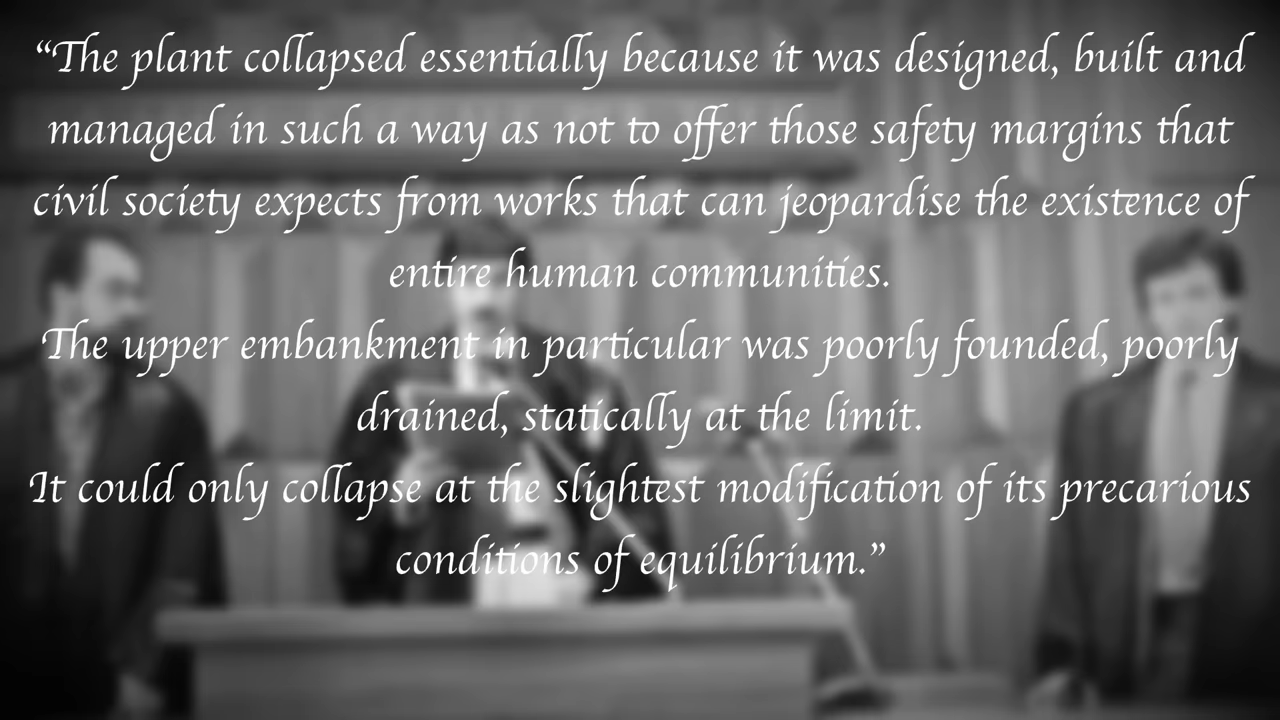 “The plant collapsed essentially because it was designed, built and
managed in such a way as not to offer those safety margins that
civil society expects from works that can jeopardise the existence of
entire human communities.
The upper embankment in particular was poorly founded, poorly
drained, statically at the limit.
It could only collapse at the slightest modification of its precarious
conditions of equilibrium.”